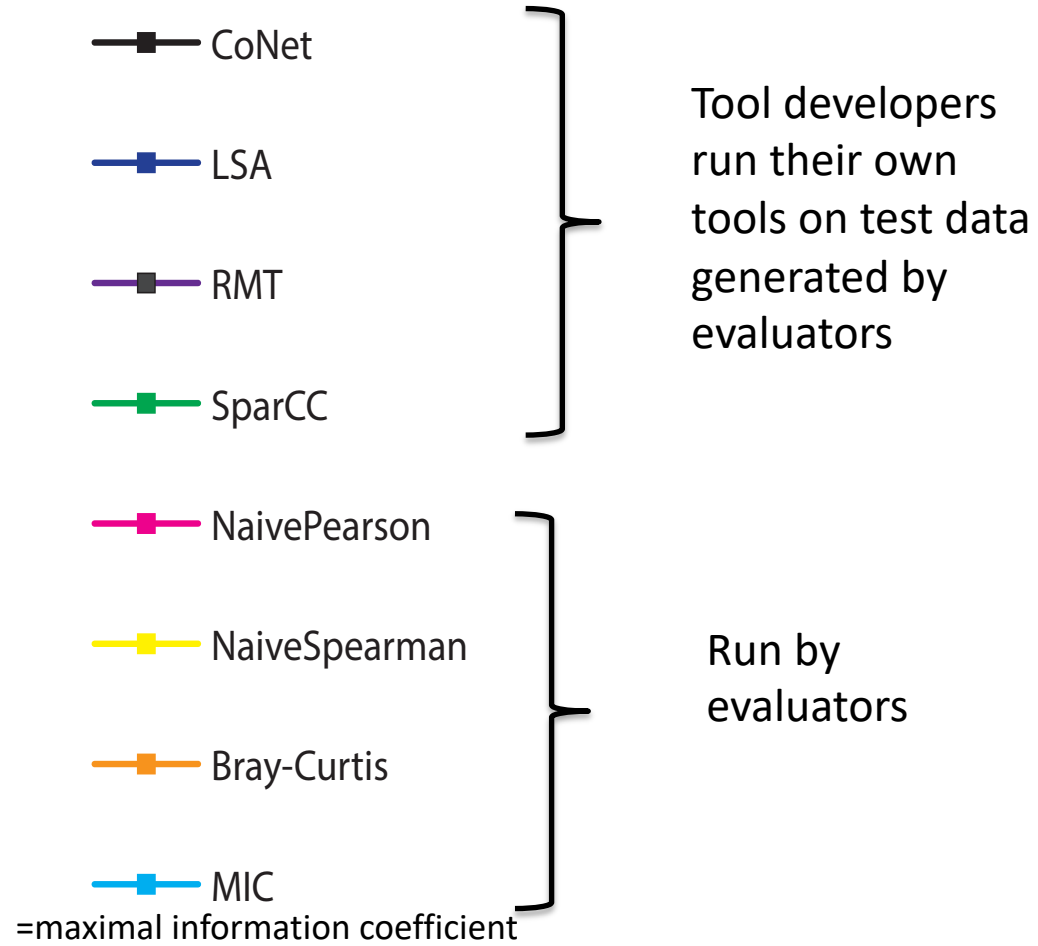 CoNet
LSA
RMT
SparCC
Tool developers
run their own
tools on test data
generated by
evaluators
NaivePearson
NaiveSpearman
Bray-Curtis
MIC
=maximal information coefficient
Run by
evaluators